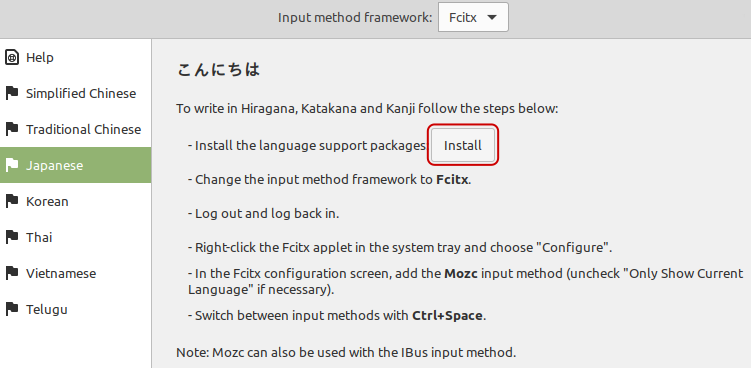 Input method framework: Fcitx
Help
Simplified Chinese
Traditional Chinese
Japanese
Korean
Thai
Vietnamese
Telugu
こんにちは
To write in Hiragana, Katakana and Kanji follow the steps below:
- Install the language support packages: Install
- Change the input method framework to Fcitx.
- Log out and log back in.
- Right-click the Fcitx applet in the system tray and choose "Configure".
- In the Fcitx configuration screen, add the Mozc input method (uncheck "Only Show Current
Language" if necessary).
- Switch between input methods with Ctrl+Space.
Note: Mozc can also be used with the IBus input method.